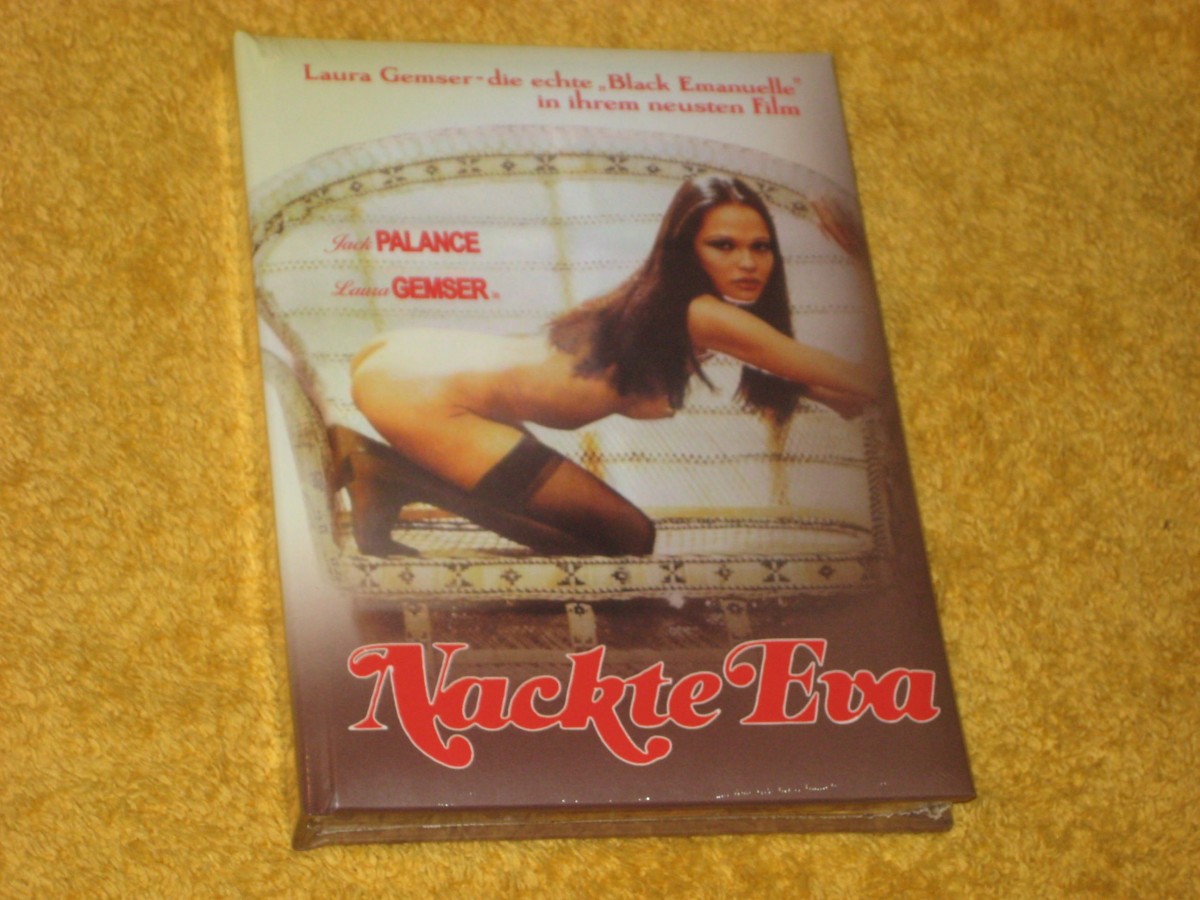 Laura Gemser - die echte „Black Emanuelle"
in ihrem neusten Film
Jack PALANCE
Laura GEMSER
Nackte Eva